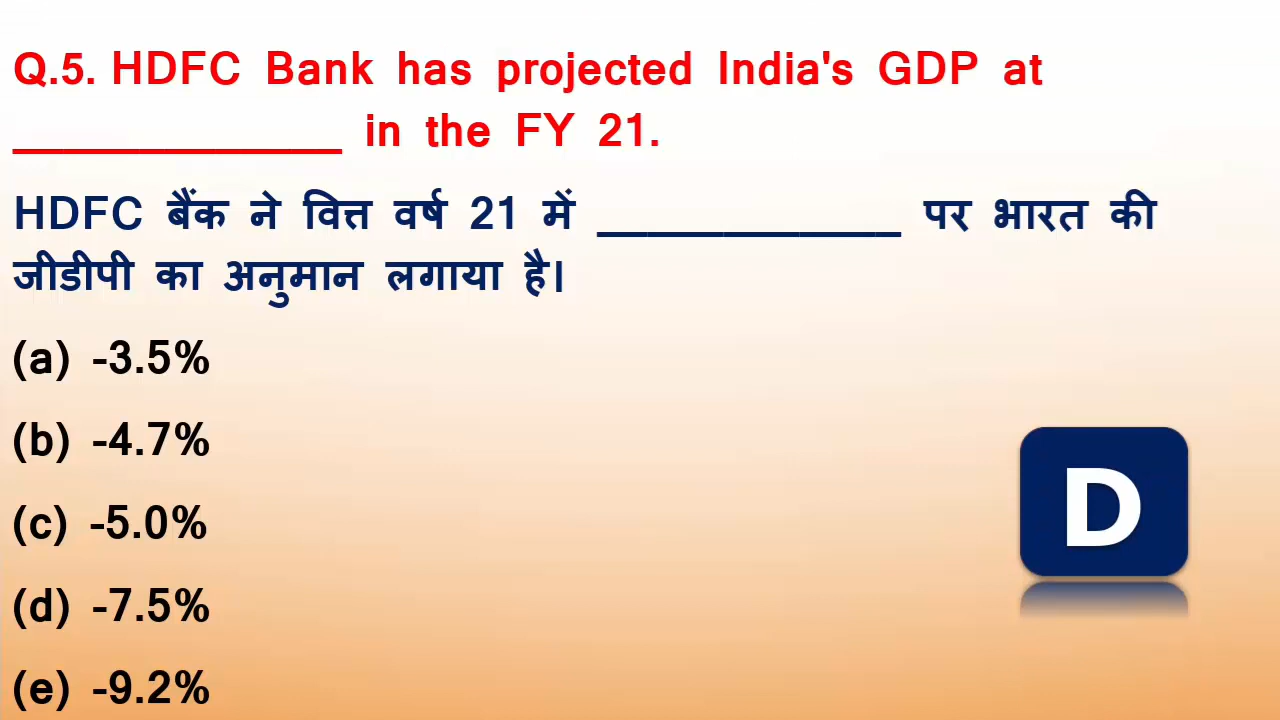 Q.5. HDFC Bank has projected India's GDP at
_____________ in the FY 21.
HDFC बैंक ने वित्त वर्ष 21 में ____________ पर भारत की
जीडीपी का अनुमान लगाया है।
(a) -3.5%
(b) -4.7%
(c) -5.0%
(d) -7.5%
(e) -9.2%
D